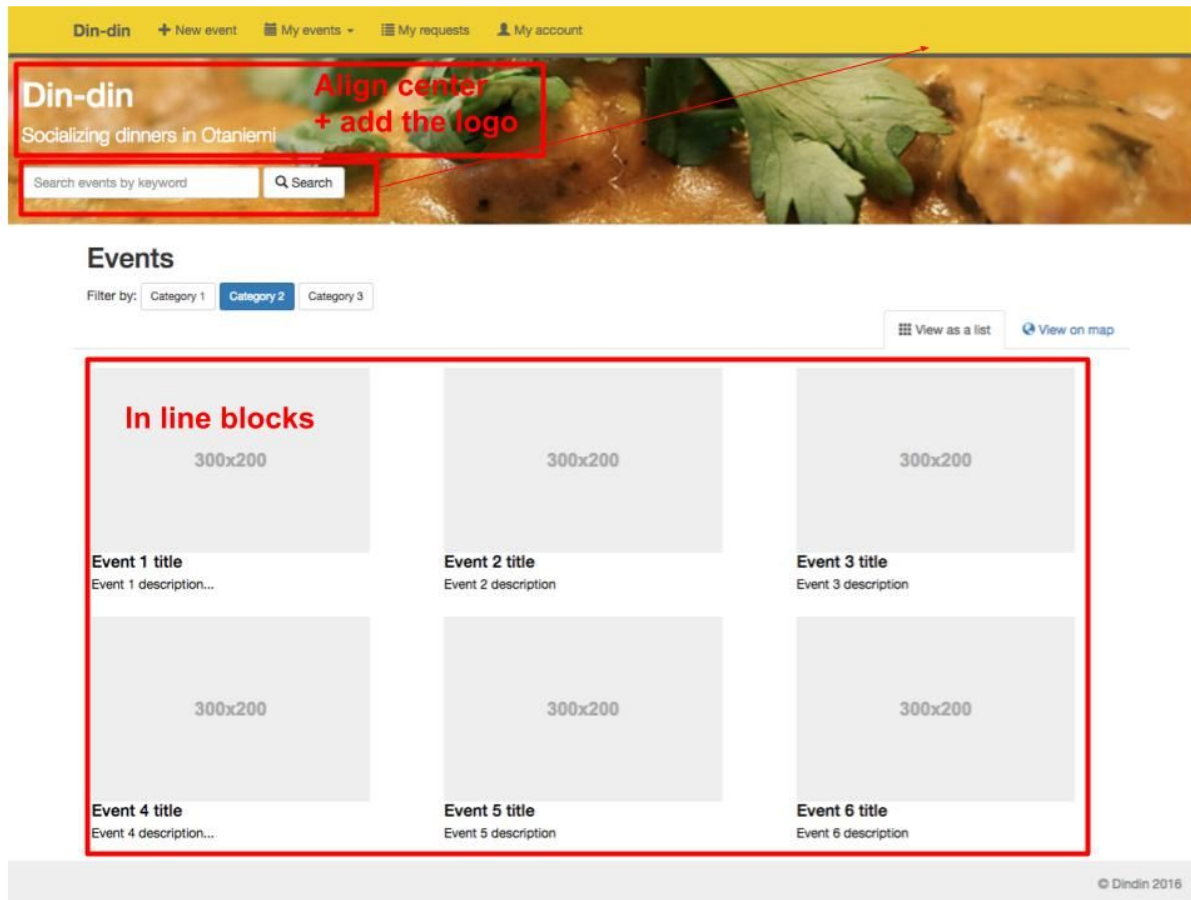 Din-din New event My events My requests My account
Din-din
Socializing dinners in Otaniemi
Align center
+ add the logo
Search events by keyword Search
Events
Filter by: Category 1 Category 2 Category 3
View as a list View on map
In line blocks
300x200 300x200 300x200
Event 1 title Event 2 title Event 3 title
Event 1 description... Event 2 description Event 3 description
300x200 300x200 300x200
Event 4 title Event 5 title Event 6 title
Event 4 description... Event 5 description Event 6 description
© Dindin 2016